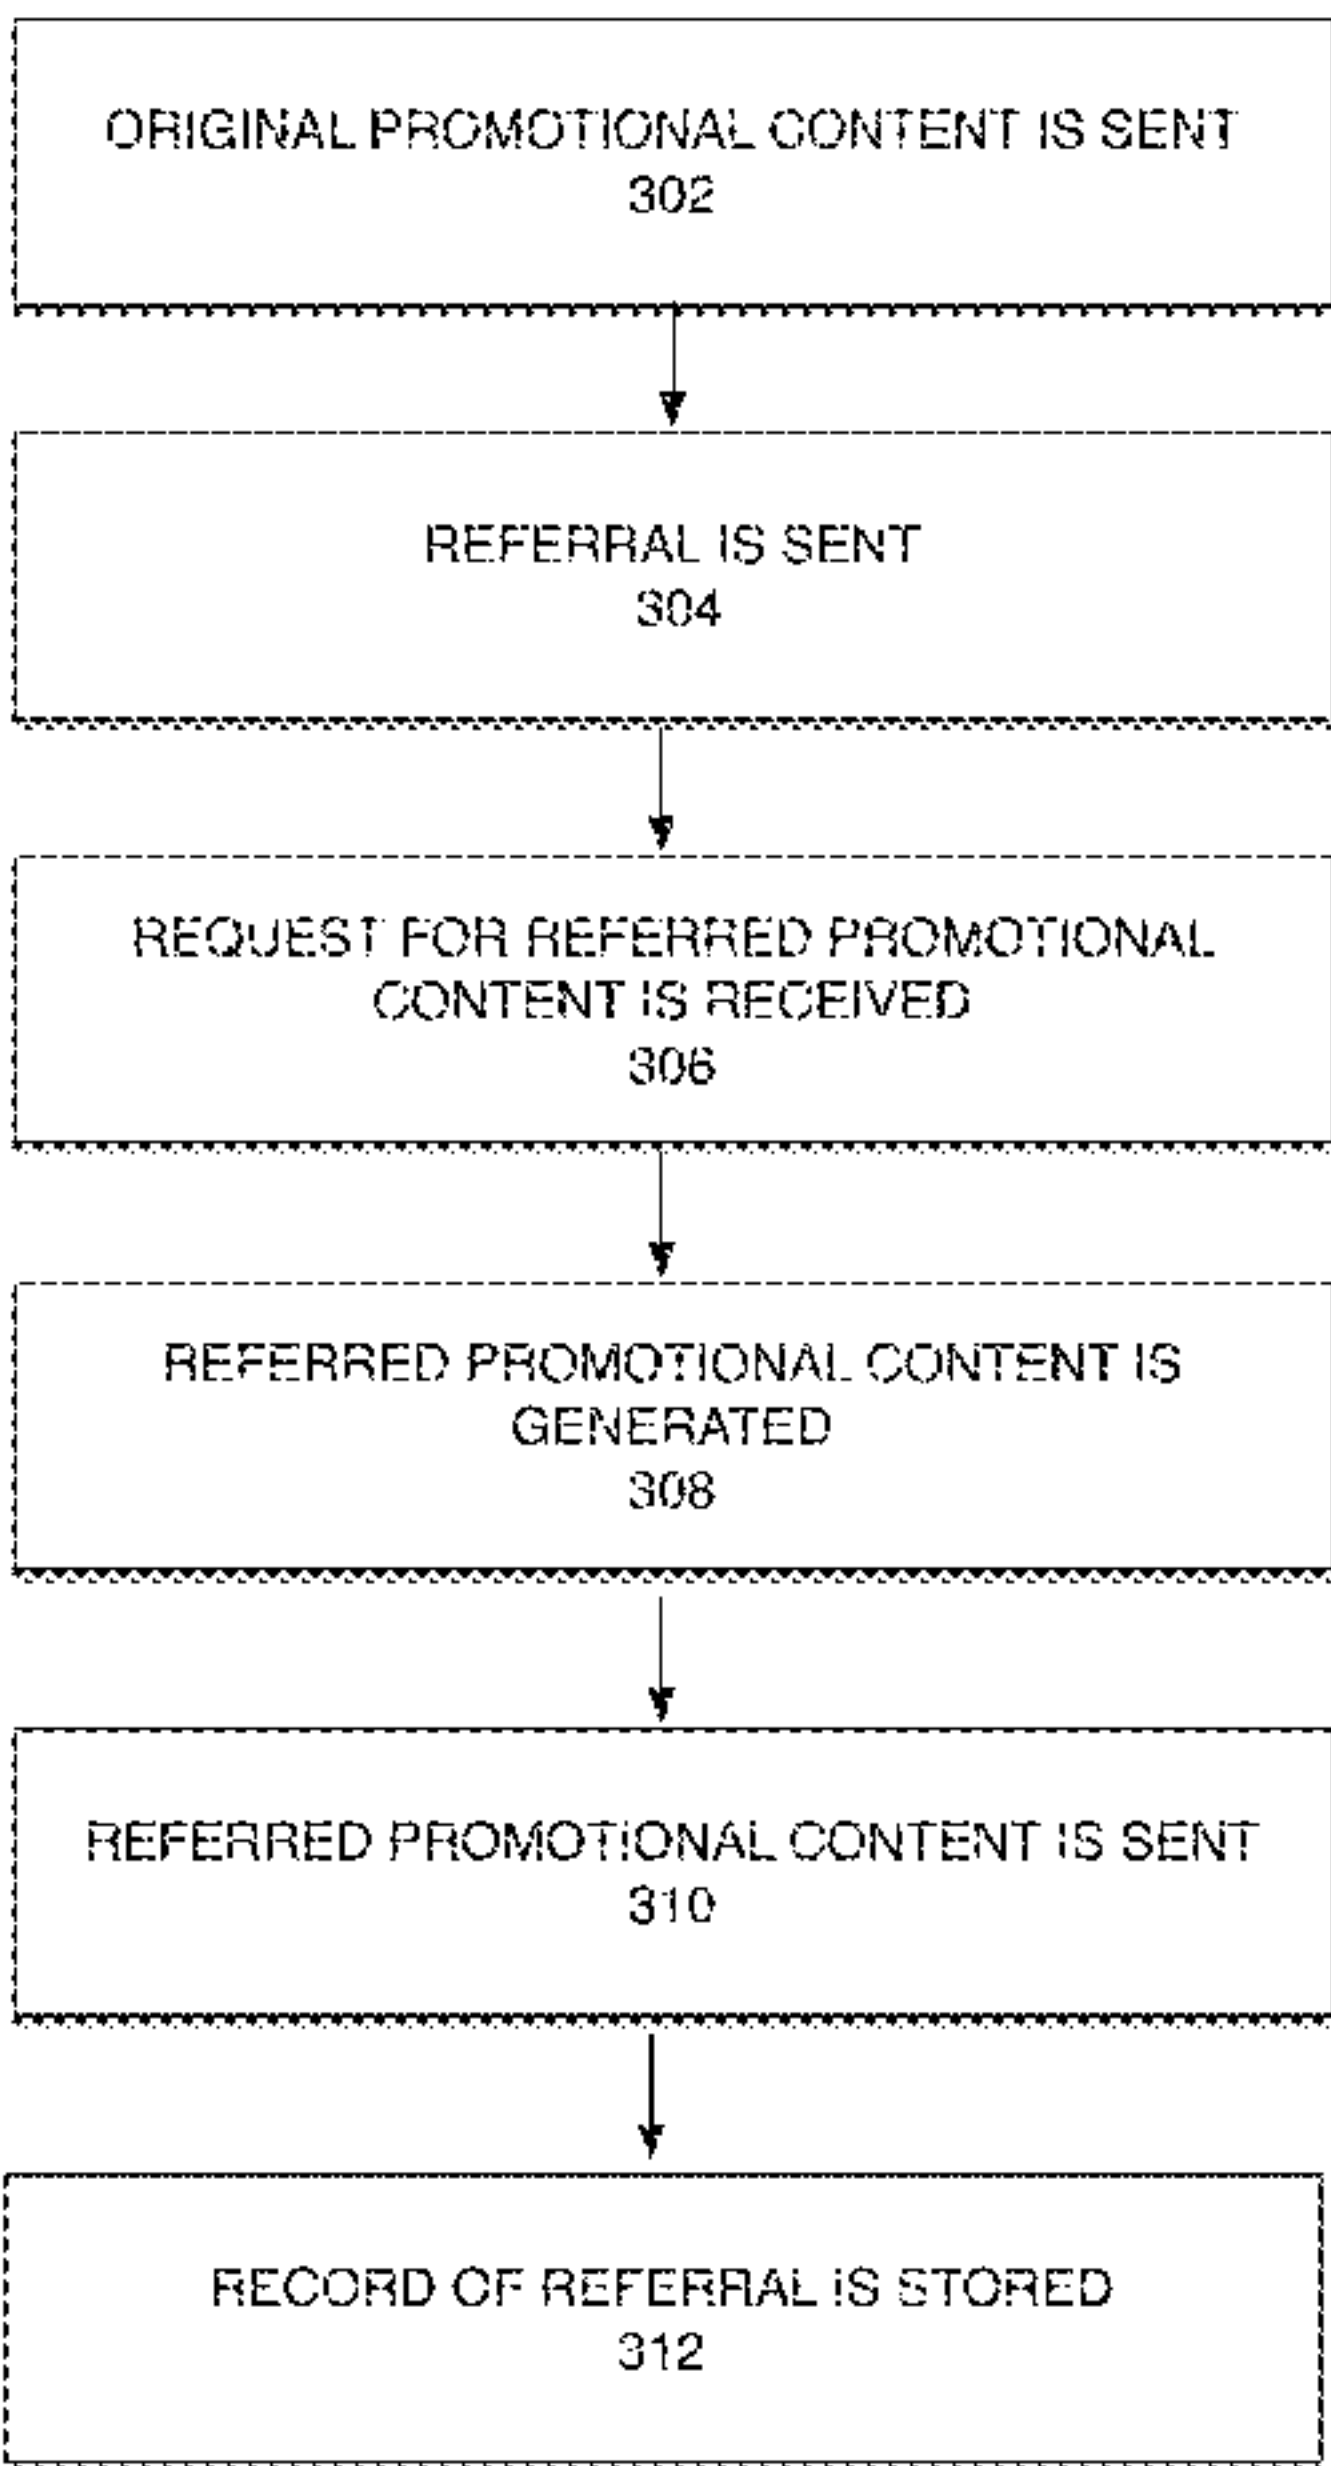 ORIGINAL PROMOTIONAL CONTENT IS SENT
302
REFERRAL IS SENT
304
REQUEST FOR REFERRED PROMOTIONAL
CONTENT IS RECEIVED
306
REFERRED PROMOTIONAL CONTENT IS
GENERATED
308
REFERRED PROMOTIONAL CONTENT IS SENT
310
RECORD OF REFERRAL IS STORED
312